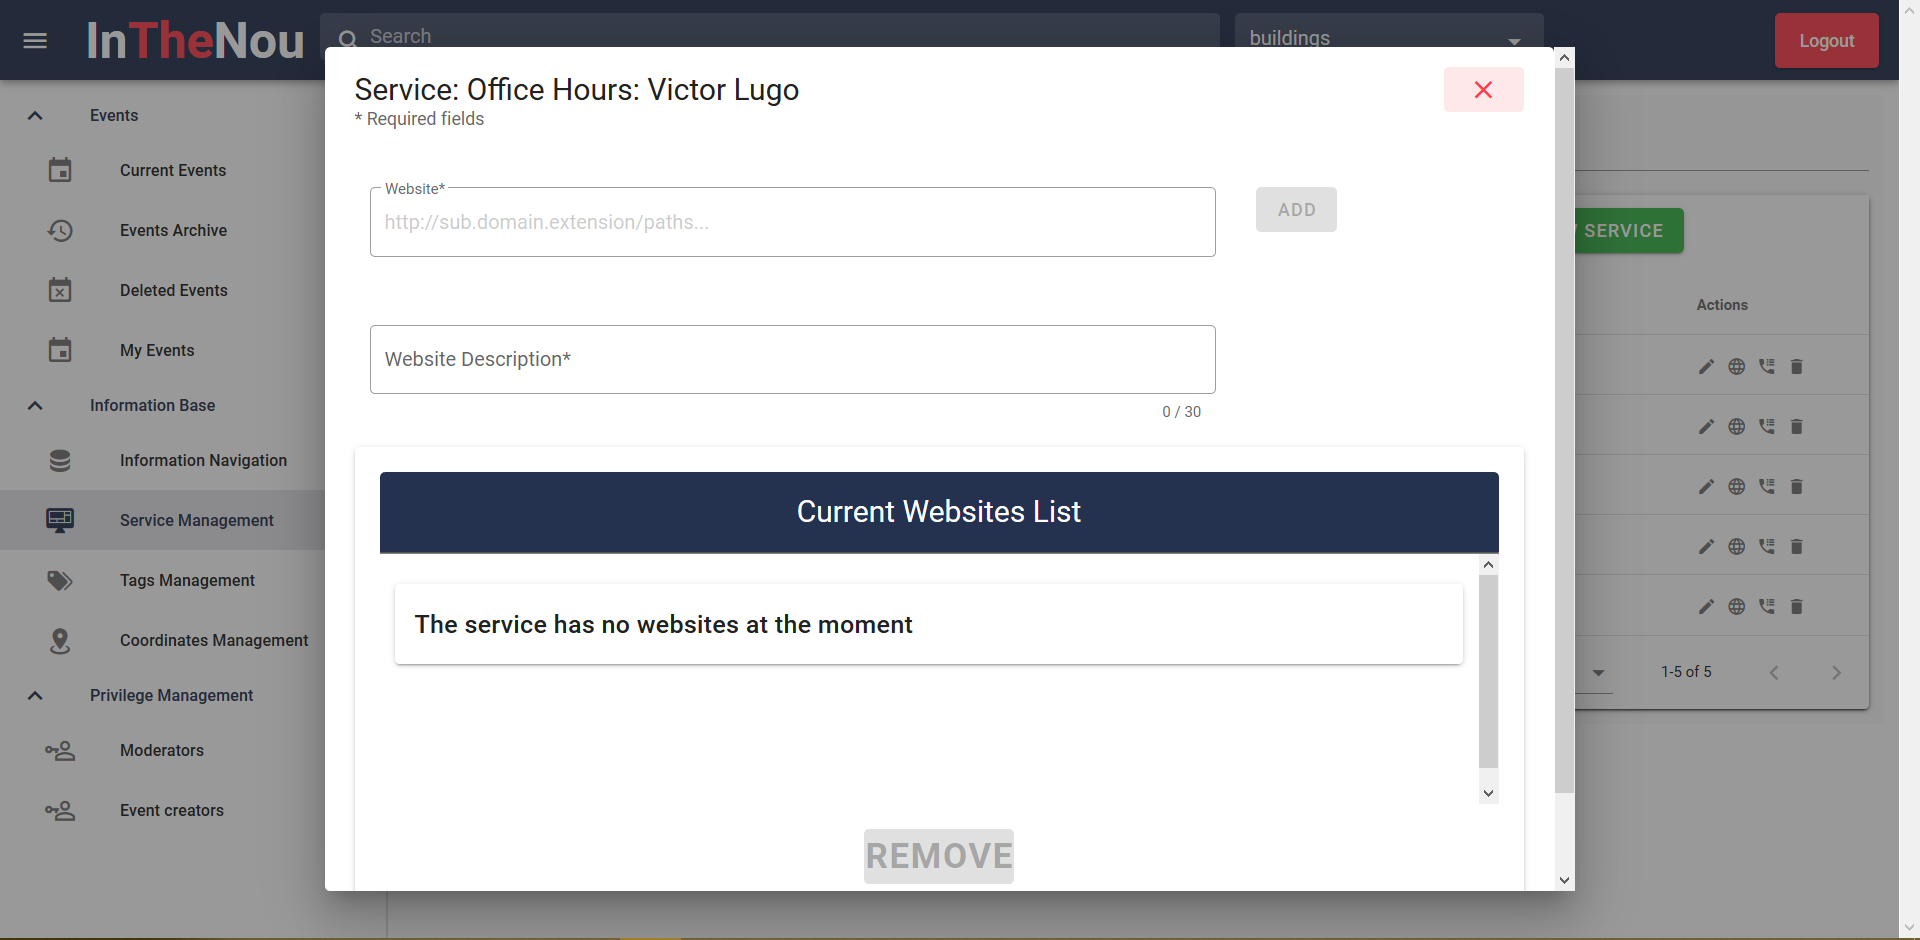 InTheNou
Search
buildings
Logout
Events
Current Events
Events Archive
Deleted Events
My Events
Information Base
Information Navigation
Service Management
Tags Management
Coordinates Management
Privilege Management
Moderators
Event creators
Service: Office Hours: Victor Lugo
* Required fields
Website*
http://sub.domain.extension/paths...
ADD
Website Description*
0 / 30
Current Websites List
The service has no websites at the moment
REMOVE
SERVICE
Actions
1-5 of 5